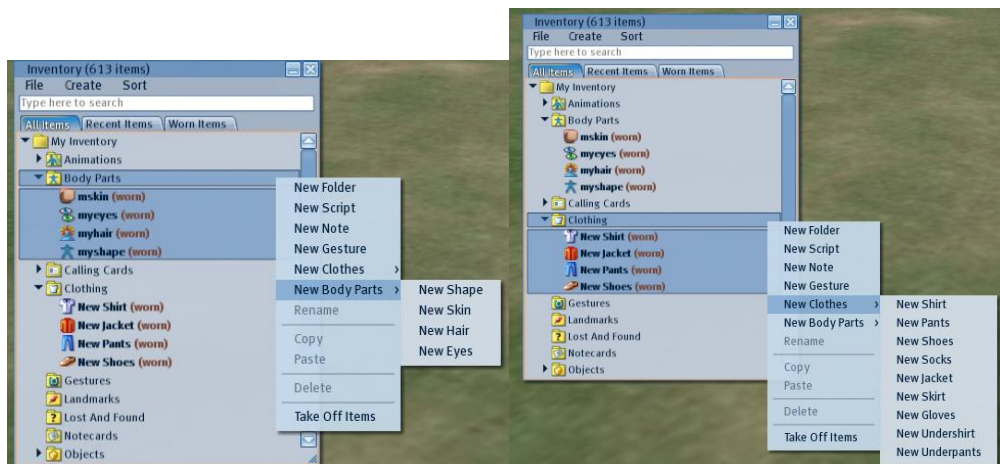 Inventory (613 items)
File Create Sort
Type here to search
All Items Recent Items Worn Items
My Inventory
Animations
Body Parts
mskin (worn)
myeyes (worn)
myhair (worn)
myshape (worn)
Calling Cards
Clothing
New Shirt (worn)
New Jacket (worn)
New Pants (worn)
New Shoes (worn)
Gestures
Landmarks
Lost And Found
Notecards
Objects
New Folder
New Script
New Note
New Gesture
New Clothes >
New Body Parts >
Rename
Copy
Paste
Delete
Take Off Items
New Shape
New Skin
New Hair
New Eyes
Inventory (613 items)
File Create Sort
Type here to search
All Items Recent Items Worn Items
My Inventory
Animations
Body Parts
mskin (worn)
myeyes (worn)
myhair (worn)
myshape (worn)
Calling Cards
Clothing
New Shirt (worn)
New Jacket (worn)
New Pants (worn)
New Shoes (worn)
Gestures
Landmarks
Lost And Found
Notecards
Objects
New Folder
New Script
New Note
New Gesture
New Clothes >
New Body Parts >
Rename
Copy
Paste
Delete
Take Off Items
New Shirt
New Pants
New Shoes
New Socks
New Jacket
New Skirt
New Gloves
New Undershirt
New Underpants